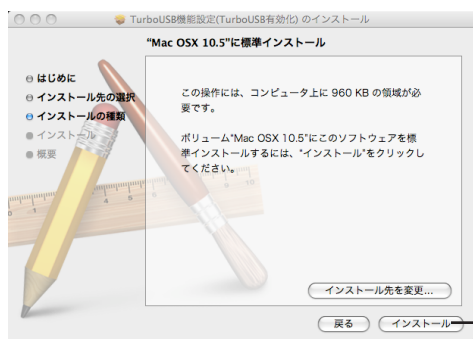 TurboUSB機能設定(TurboUSB有効化) のインストール
“Mac OSX 10.5”に標準インストール
はじめに
インストール先の選択
インストールの種類
インストール
概要
この操作には、コンピュータ上に 960 KB の領域が必
要です。
ボリューム“Mac OSX 10.5”にこのソフトウェアを標
準インストールするには、“インストール”をクリックし
てください。
インストール先を変更...
戻る
インストール